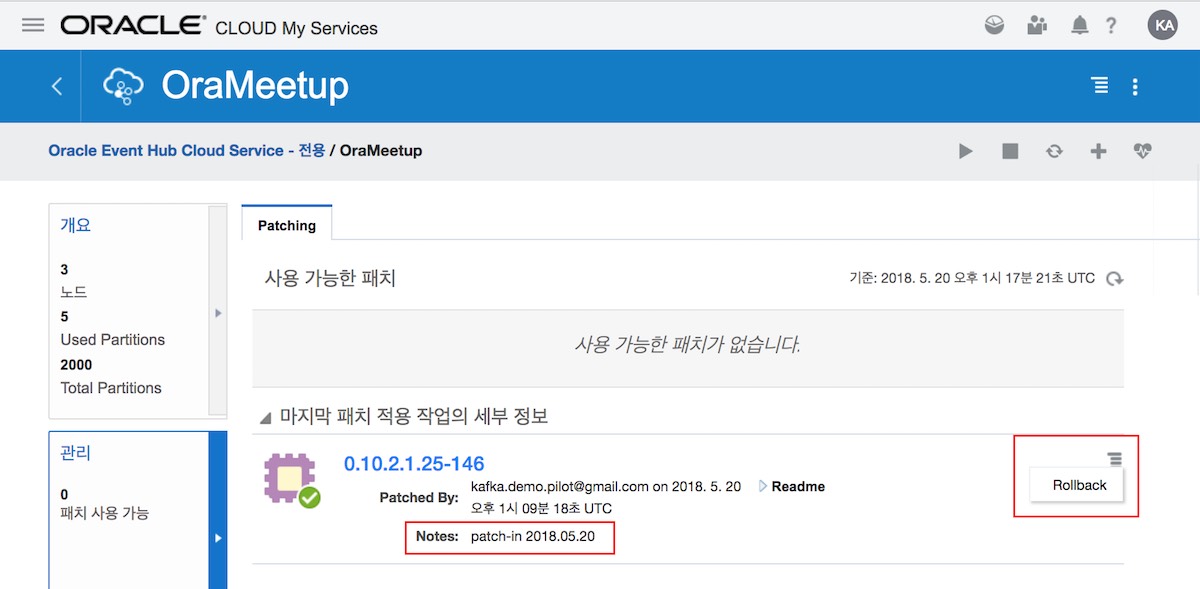 ORACLE® CLOUD My Services
KA
OraMeetup
Oracle Event Hub Cloud Service - 전용 / OraMeetup
개요
3
노드
5
Used Partitions
2000
Total Partitions
관리
0
패치 사용 가능
Patching
사용 가능한 패치
기준: 2018. 5. 20 오후 1시 17분 21초 UTC
사용 가능한 패치가 없습니다.
마지막 패치 적용 작업의 세부 정보
0.10.2.1.25-146
Patched By: kafka.demo.pilot@gmail.com on 2018. 5. 20 Readme
오후 1시 09분 18초 UTC
Notes: patch-in 2018.05.20
Rollback